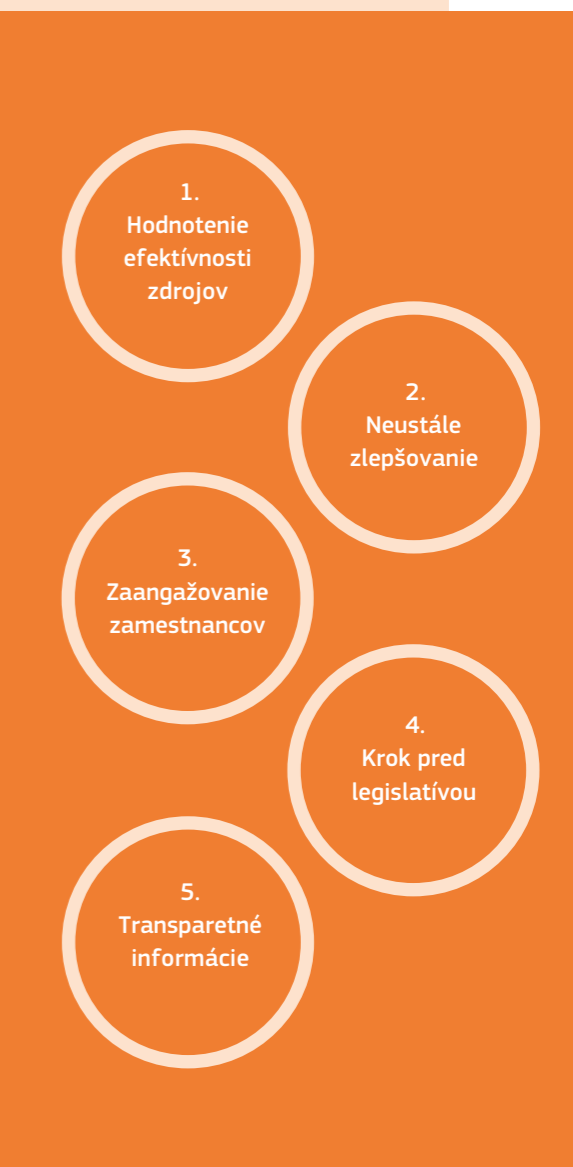 1.
Hodnotenie
efektívnosti
zdrojov
2.
Neustále
zlepšovanie
3.
Zaangažovanie
zamestnancov
4.
Krok pred
legislatívou
5.
Transparetné
informácie